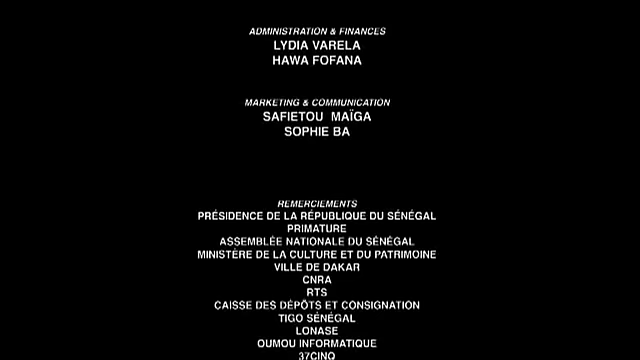 ADMINISTRATION & FINANCES
LYDIA VARELA
HAWA FOFANA
MARKETING & COMMUNICATION
SAFIETOU MAÏGA
SOPHIE BA
REMERCIEMENTS
PRÉSIDENCE DE LA RÉPUBLIQUE DU SÉNÉGAL
PRIMATURE
ASSEMBLÉE NATIONALE DU SÉNÉGAL
MINISTÈRE DE LA CULTURE ET DU PATRIMOINE
VILLE DE DAKAR
CNRA
RTS
CAISSE DES DÉPÔTS ET CONSIGNATION
TIGO SÉNÉGAL
LONASE
OUMOU INFORMATIQUE
37CINQ